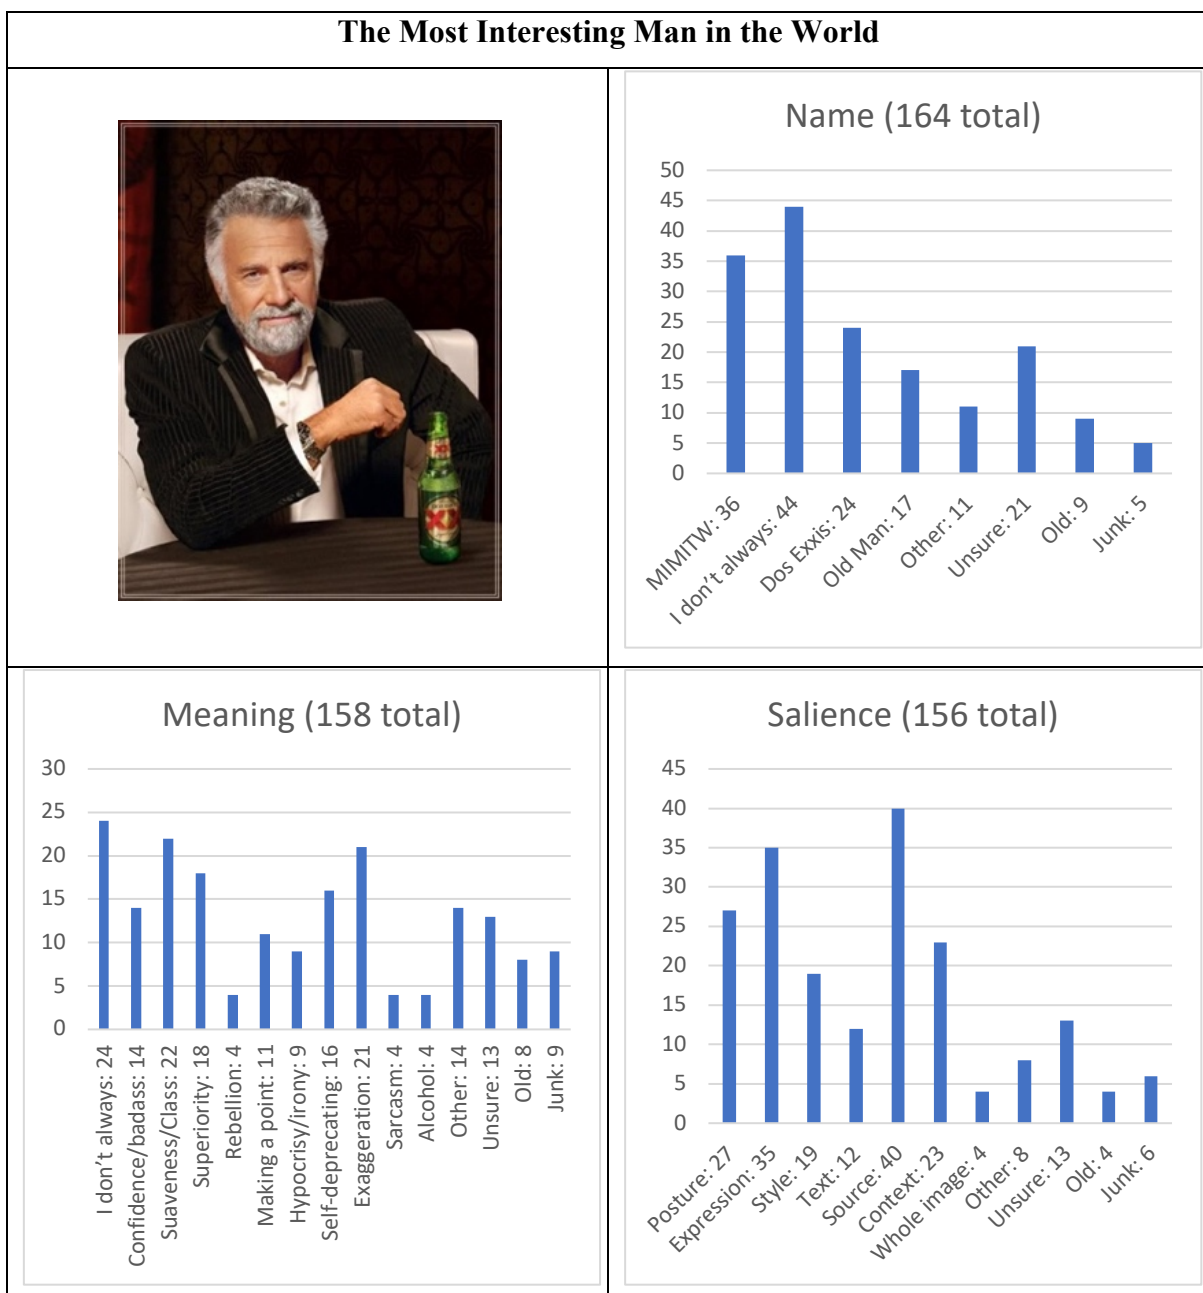 The Most Interesting Man in the World
XX
XX
Name (164 total)
50
45
40
35
30
25
20
15
10
5
0
MIMITW: 36
I don’t always: 44
Dos Exxis: 24
Old Man: 17
Other: 11
Unsure: 21
Old: 9
Junk: 5
Meaning (158 total)
30
25
20
15
10
5
0
I don’t always: 24
Confidence/badass: 14
Suaveness/Class: 22
Superiority: 18
Rebellion: 4
Making a point: 11
Hypocrisy/irony: 9
Self-deprecating: 16
Exaggeration: 21
Sarcasm: 4
Alcohol: 4
Other: 14
Unsure: 13
Old: 8
Junk: 9
Salience (156 total)
45
40
35
30
25
20
15
10
5
0
Posture: 27
Expression: 35
Style: 19
Text: 12
Source: 40
Context: 23
Whole image: 4
Other: 8
Unsure: 13
Old: 4
Junk: 6